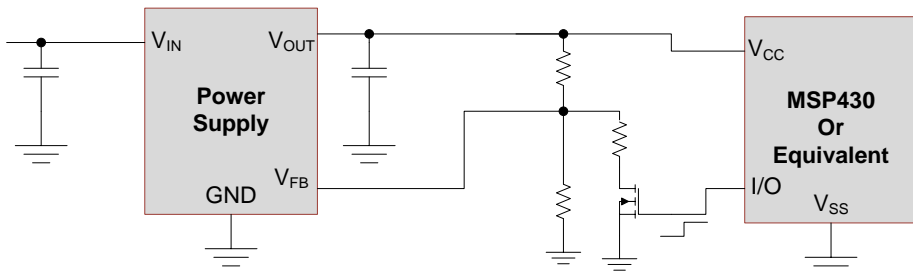 V_IN
V_OUT
Power
Supply
V_FB
GND
V_CC
MSP430
Or
Equivalent
I/O
V_SS